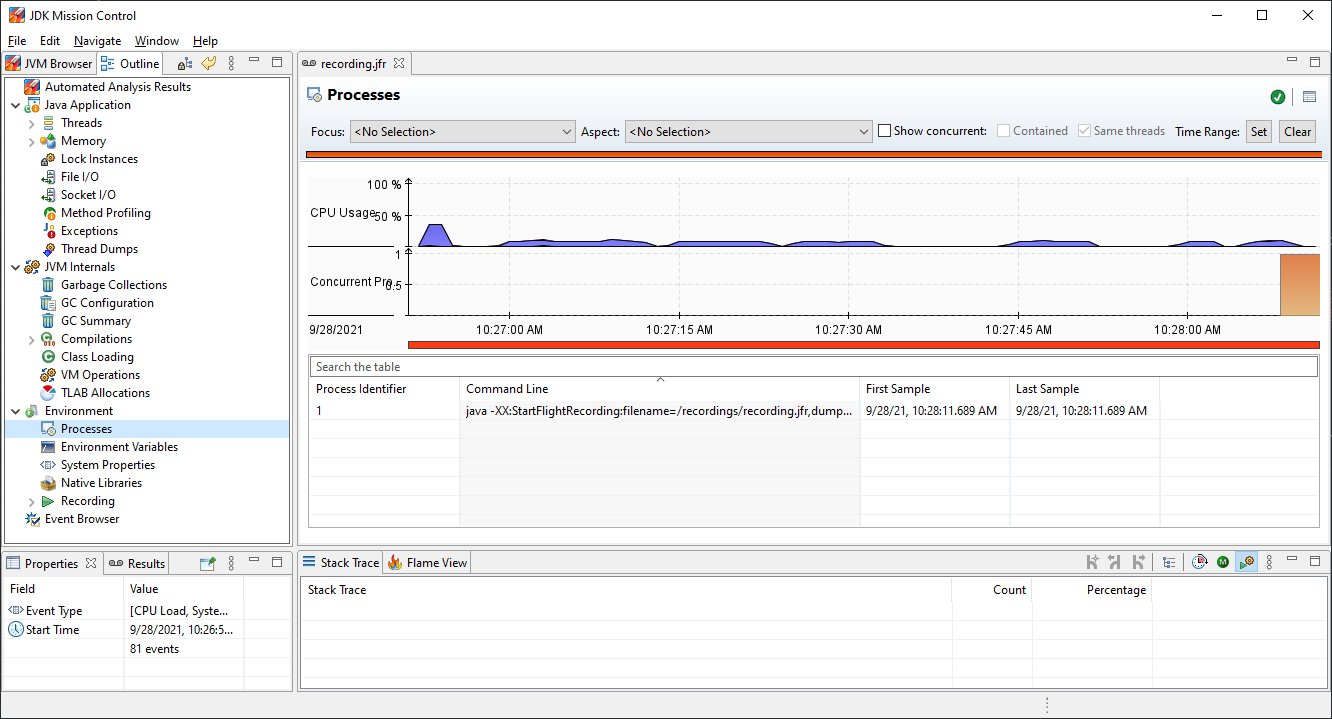 JDK Mission Control
File Edit Navigate Window Help
JVM Browser Outline
Automated Analysis Results
Java Application
Threads
Memory
Lock Instances
File I/O
Socket I/O
Method Profiling
Exceptions
Thread Dumps
JVM Internals
Garbage Collections
GC Configuration
GC Summary
Compilations
Class Loading
VM Operations
TLAB Allocations
Environment
Processes
Environment Variables
System Properties
Native Libraries
Recording
Event Browser
recording.jfr
Processes
Focus: <No Selection> Aspect: <No Selection> Show concurrent: Contained Same threads Time Range: Set Clear
100 %
CPU Usage 50 %
1
Concurrent Pro 0.5
9/28/2021 10:27:00 AM 10:27:15 AM 10:27:30 AM 10:27:45 AM 10:28:00 AM
Search the table
Process Identifier Command Line First Sample Last Sample
1 java -XX:StartFlightRecording:filename=/recordings/recording.jfr,dump... 9/28/21, 10:28:11.689 AM 9/28/21, 10:28:11.689 AM
Properties Results
Field Value
Event Type [CPU Load, Syste...
Start Time 9/28/2021, 10:26:5...
81 events
Stack Trace Flame View
Stack Trace Count Percentage